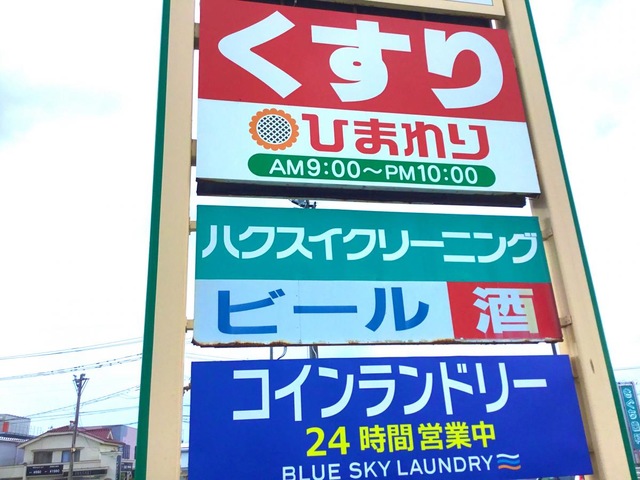 くすり
ひまわり
AM9:00〜PM10:00
ハクスイクリーニング
ビール 酒
コインランドリー
24時間営業中
BLUE SKY LAUNDRY